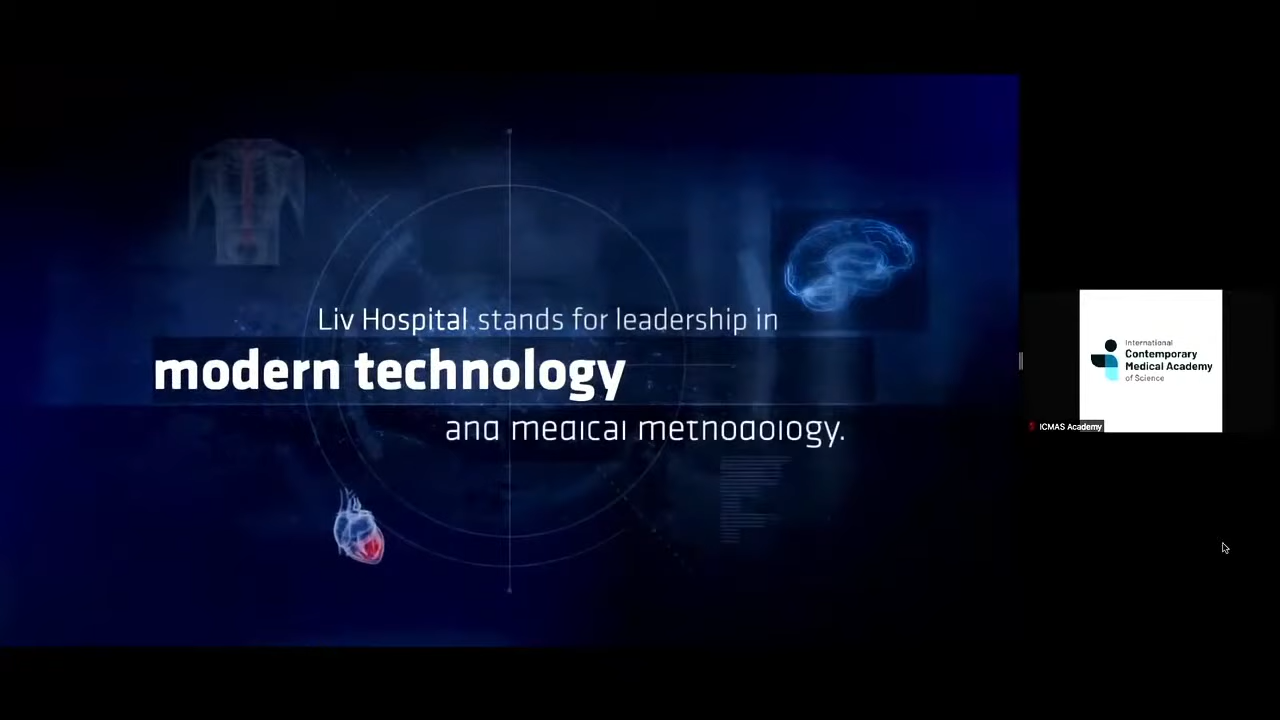 Liv Hospital stands for leadership in
modern technology
and medical methodology.
International
Contemporary
Medical Academy
of Science
ICMAS Academy